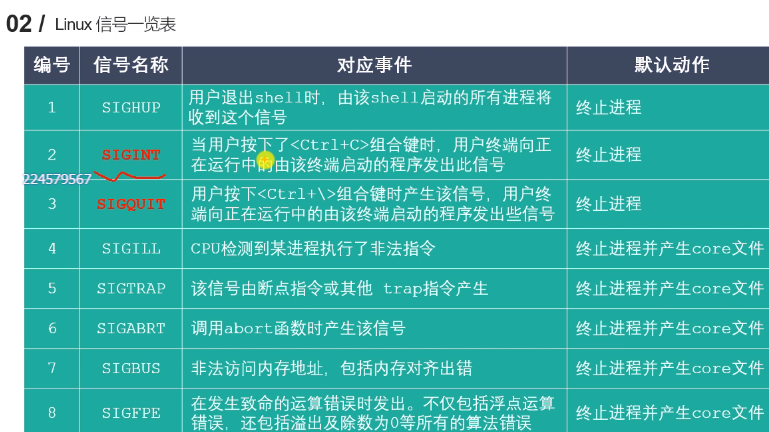 02 / Linux 信号一览表
编号 信号名称 对应事件 默认动作
1 SIGHUP 用户退出shell时，由该shell启动的所有进程将 终止进程
收到这个信号
2 SIGINT 当用户按下了<Ctrl+C>组合键时，用户终端向正 终止进程
在运行中的由该终端启动的程序发出此信号
224579567
3 SIGQUIT 用户按下<Ctrl+\>组合键时产生该信号，用户终 终止进程
端向正在运行中的由该终端启动的程序发出些信号
4 SIGILL CPU检测到某进程执行了非法指令 终止进程并产生core文件
5 SIGTRAP 该信号由断点指令或其他 trap指令产生 终止进程并产生core文件
6 SIGABRT 调用abort函数时产生该信号 终止进程并产生core文件
7 SIGBUS 非法访问内存地址，包括内存对齐出错 终止进程并产生core文件
8 SIGFPE 在发生致命的运算错误时发出。不仅包括浮点运算 终止进程并产生core文件
错误，还包括溢出及除数为0等所有的算法错误